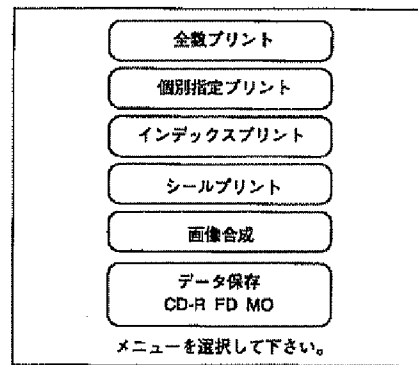 全数プリント
個別指定プリント
インデックスプリント
シールプリント
画像合成
データ保存
CD-R FD MO
メニューを選択して下さい。